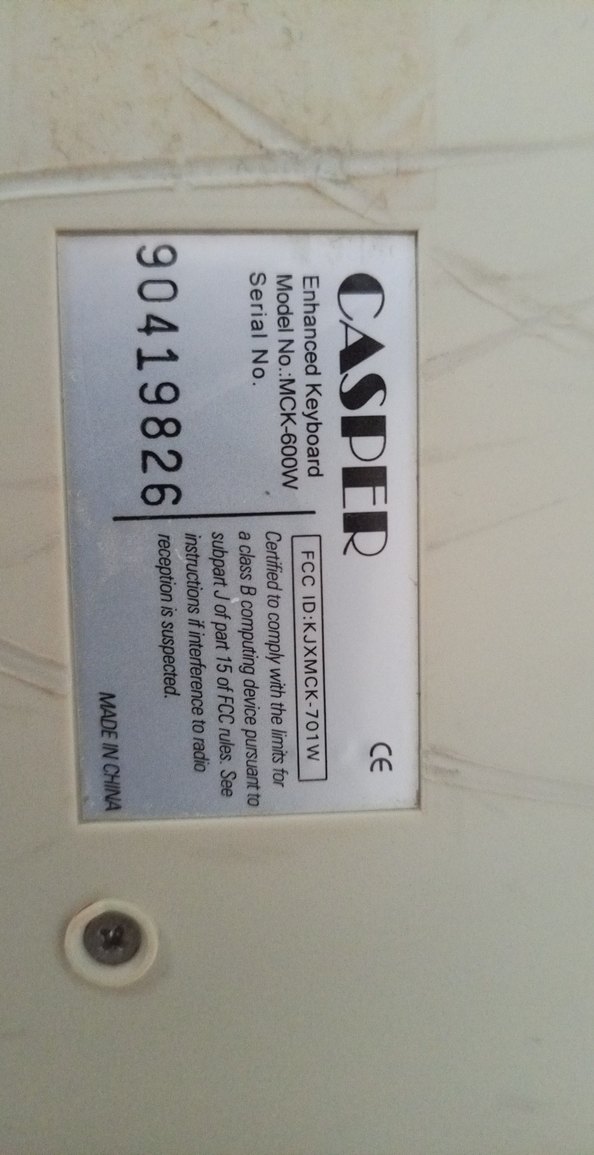 CASPER
CE
Enhanced Keyboard
Model No.:MCK-600W
Serial No.
90419826
FCC ID:KJXMCK-701W
Certified to comply with the limits for
a class B computing device pursuant to
subpart J of part 15 of FCC rules. See
instructions if interference to radio
reception is suspected.
MADE IN CHINA